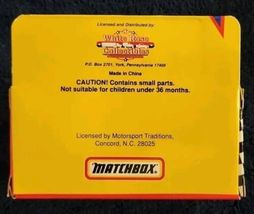 Licensed and Distributed by:
White Rose
Collectibles
P.O. Box 2701, York, Pennsylvania 17405
Made in China
CAUTION! Contains small parts.
Not suitable for children under 36 months.
Licensed by Motorsport Traditions,
Concord, N.C. 28025
MATCHBOX